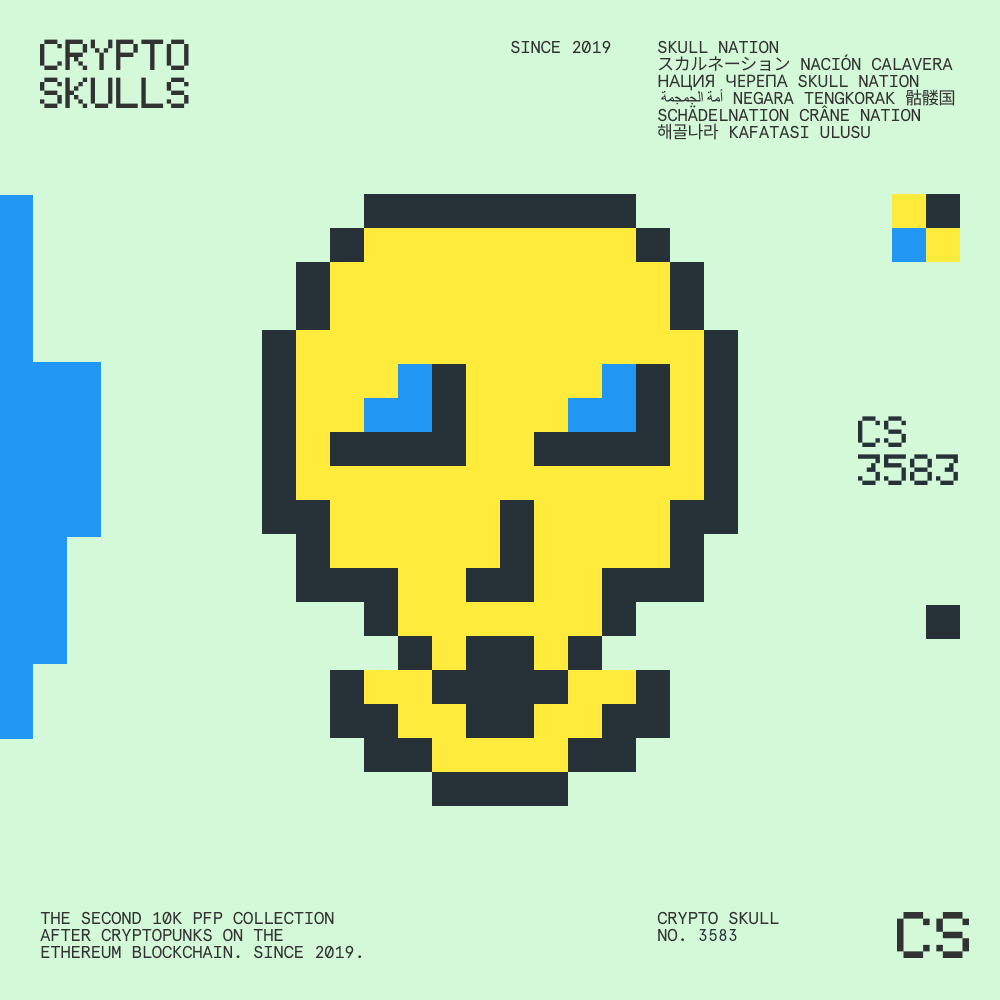 CRYPTO
SKULLS
SINCE 2019
SKULL NATION
スカルネーション NACIÓN CALAVERA
НАЦИЯ ЧЕРЕПА SKULL NATION
أمة الجمجمة NEGARA TENGKORAK 骷髅国
SCHÄDELNATION CRÂNE NATION
해골나라 KAFATASI ULUSU
CS
3583
THE SECOND 10K PFP COLLECTION
AFTER CRYPTOPUNKS ON THE
ETHEREUM BLOCKCHAIN. SINCE 2019.
CRYPTO SKULL
NO. 3583
CS